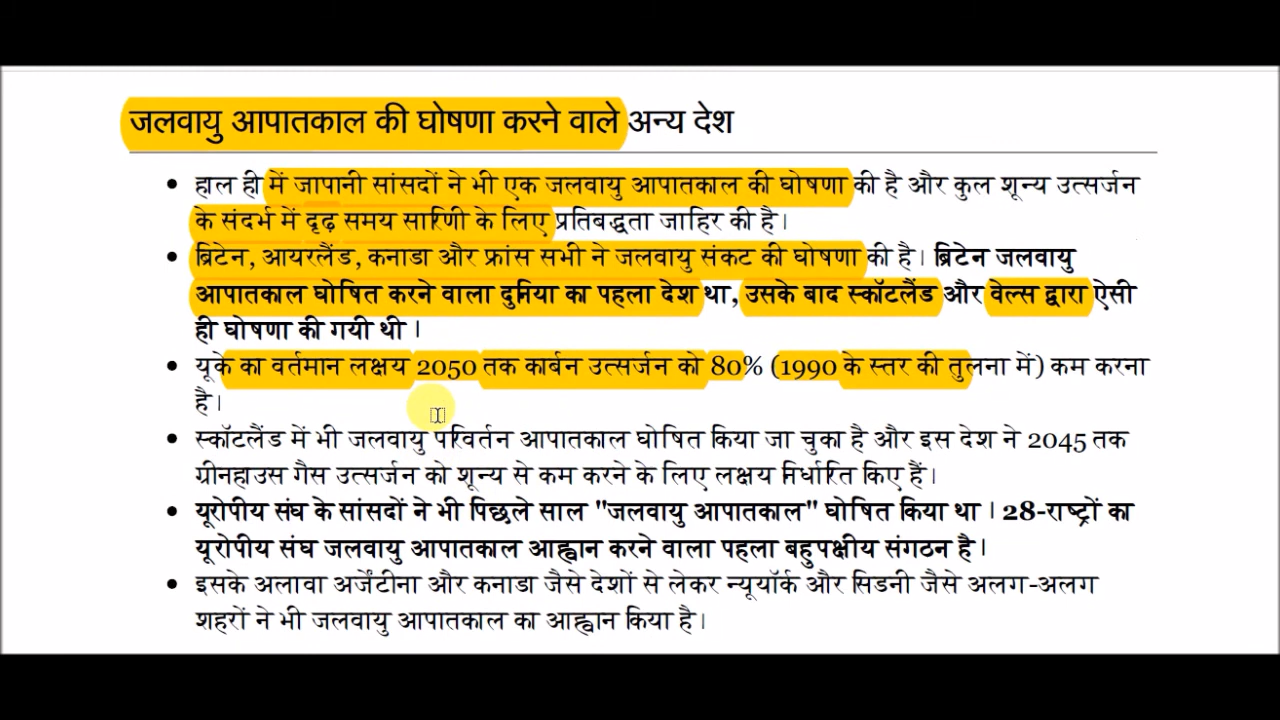 जलवायु आपातकाल की घोषणा करने वाले अन्य देश
• हाल ही में जापानी सांसदों ने भी एक जलवायु आपातकाल की घोषणा की है और कुल शून्य उत्सर्जन
के संदर्भ में दृढ़ समय सारिणी के लिए प्रतिबद्धता जाहिर की है।
• ब्रिटेन, आयरलैंड, कनाडा और फ्रांस सभी ने जलवायु संकट की घोषणा की है। ब्रिटेन जलवायु
आपातकाल घोषित करने वाला दुनिया का पहला देश था, उसके बाद स्कॉटलैंड और वेल्स द्वारा ऐसी
ही घोषणा की गयी थी ।
• यूके का वर्तमान लक्षय 2050 तक कार्बन उत्सर्जन को 80% (1990 के स्तर की तुलना में) कम करना
है।
• स्कॉटलैंड में भी जलवायु परिवर्तन आपातकाल घोषित किया जा चुका है और इस देश ने 2045 तक
ग्रीनहाउस गैस उत्सर्जन को शून्य से कम करने के लिए लक्षय निर्धारित किए हैं।
• यूरोपीय संघ के सांसदों ने भी पिछले साल "जलवायु आपातकाल" घोषित किया था । 28-राष्ट्रों का
यूरोपीय संघ जलवायु आपातकाल आह्वान करने वाला पहला बहुपक्षीय संगठन है।
• इसके अलावा अर्जेंटीना और कनाडा जैसे देशों से लेकर न्यूयॉर्क और सिडनी जैसे अलग-अलग
शहरों ने भी जलवायु आपातकाल का आह्वान किया है।